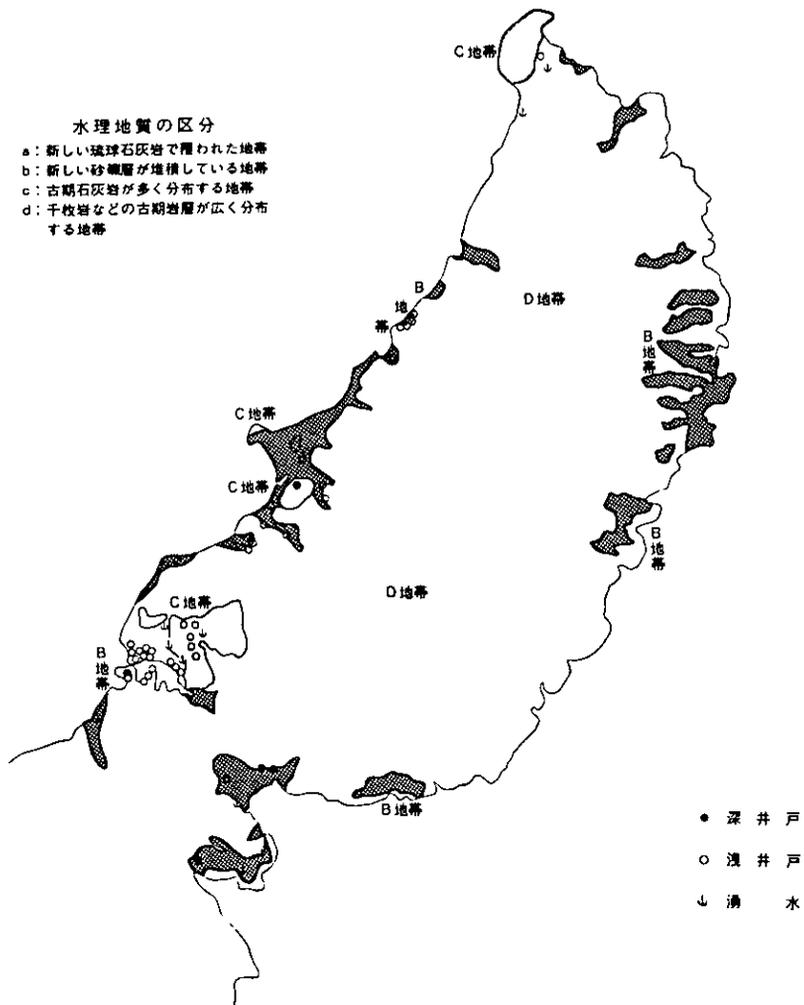 C地帯
水理地質の区分
a：新しい琉球石灰岩で覆われた地帯
b：新しい砂礫層が堆積している地帯
c：古期石灰岩が多く分布する地帯
d：千枚岩などの古期岩層が広く分布
する地帯
B地帯
D地帯
B地帯
C地帯
C地帯
B地帯
D地帯
C地帯
B地帯
B地帯
深井戸
浅井戸
湧水